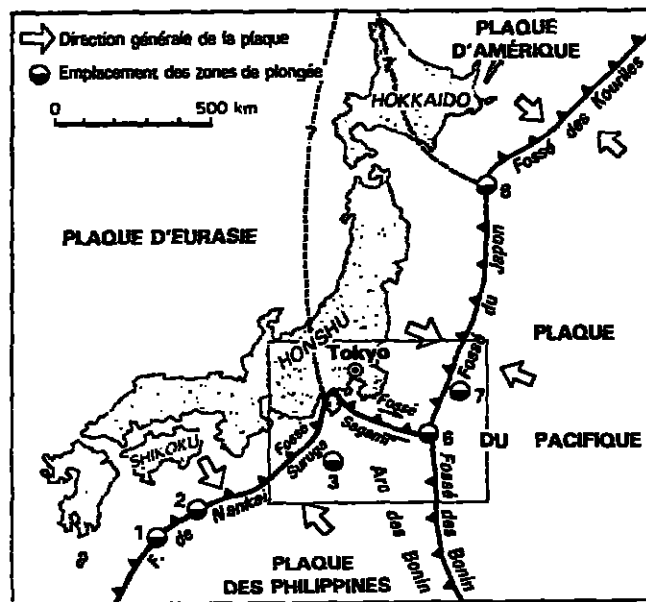 Direction générale de la plaque
Emplacement des zones de plongée
0 500 km
PLAQUE
D'AMÉRIQUE
HOKKAIDO
Fossé des Kouriles
8
PLAQUE D'EURASIE
Fossé du Japon
HONSHU
Tokyo
PLAQUE
7
Fossé
Sagami
6
DU PACIFIQUE
Fossé
Suruga
SHIKOKU
3
2
1
F. de Nankai
Arc des Bonin
Fossé des Bonin
PLAQUE
DES PHILIPPINES